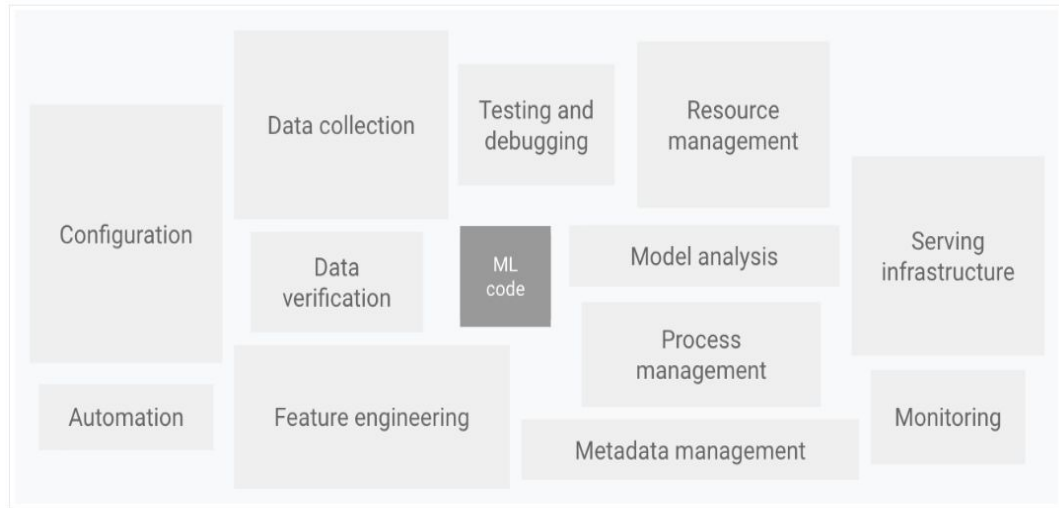 Data collection
Testing and
debugging
Resource
management
Configuration
Data
verification
ML
code
Model analysis
Serving
infrastructure
Process
management
Automation
Feature engineering
Metadata management
Monitoring